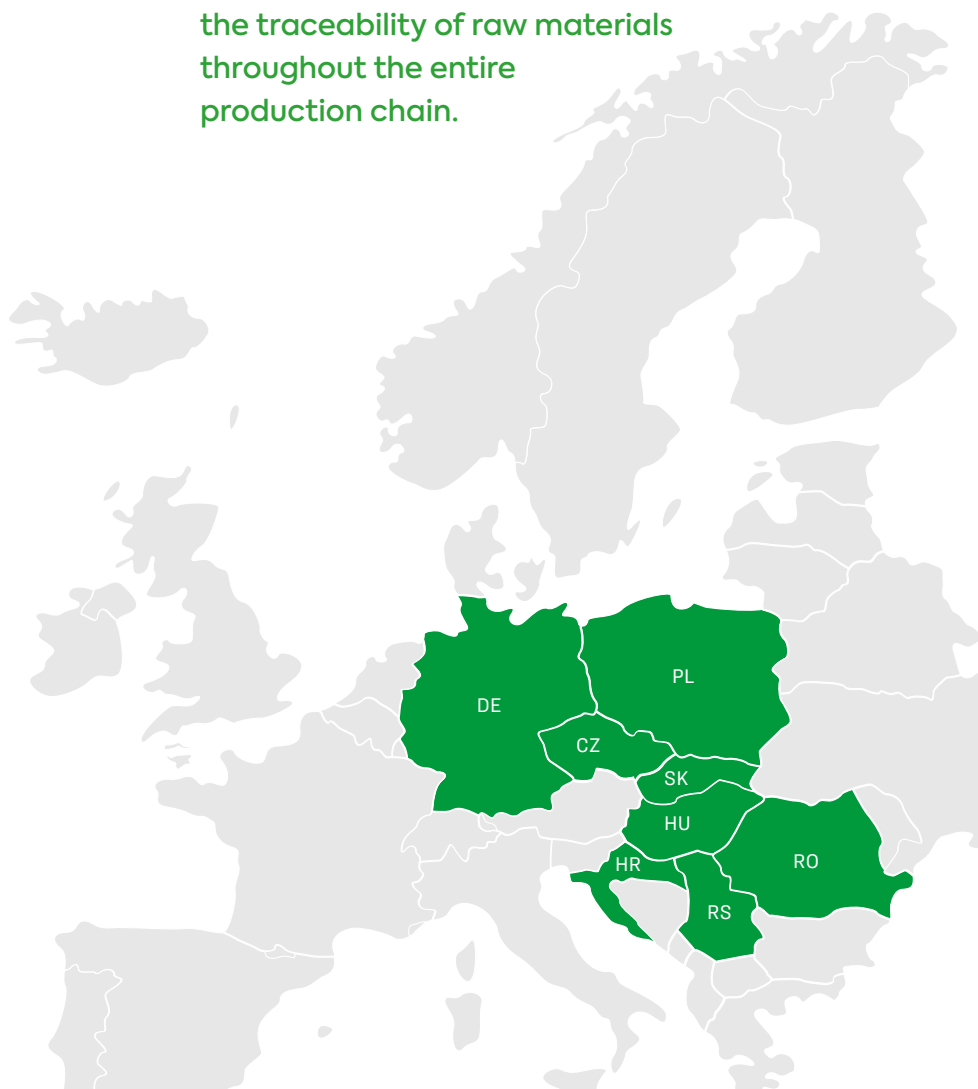 the traceability of raw materials
throughout the entire
production chain.
PL
DE
CZ
SK
HU
HR
RO
RS